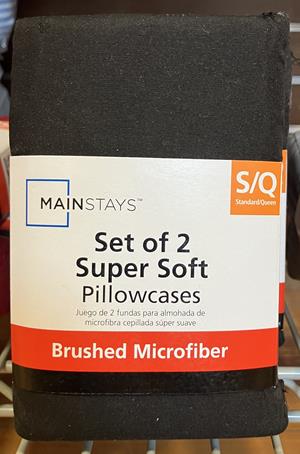 S/Q
Standard/Queen
MAINSTAYS™
Set of 2
Super Soft
Pillowcases
Juego de 2 fundas para almohada de
microfibra cepillada súper suave
Brushed Microfiber